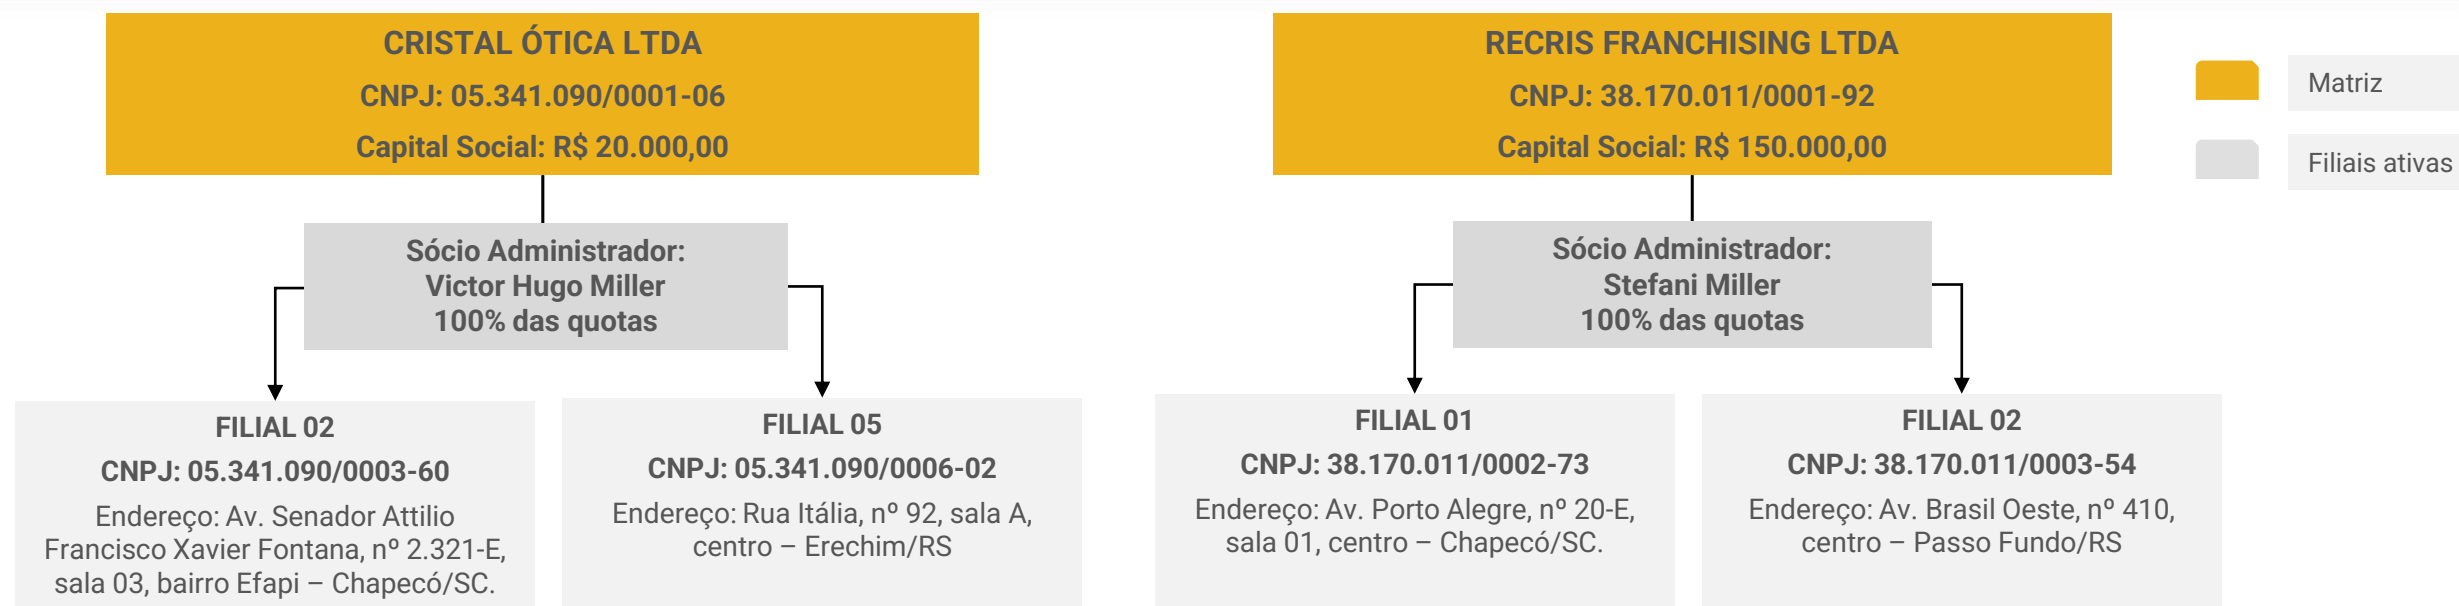 CRISTAL ÓTICA LTDA
CNPJ: 05.341.090/0001-06
Capital Social: R$ 20.000,00
Sócio Administrador:
Victor Hugo Miller
100% das quotas
FILIAL 02
CNPJ: 05.341.090/0003-60
Endereço: Av. Senador Attilio
Francisco Xavier Fontana, nº 2.321-E,
sala 03, bairro Efapi – Chapecó/SC.
FILIAL 05
CNPJ: 05.341.090/0006-02
Endereço: Rua Itália, nº 92, sala A,
centro – Erechim/RS
RECRIS FRANCHISING LTDA
CNPJ: 38.170.011/0001-92
Capital Social: R$ 150.000,00
Sócio Administrador:
Stefani Miller
100% das quotas
FILIAL 01
CNPJ: 38.170.011/0002-73
Endereço: Av. Porto Alegre, nº 20-E,
sala 01, centro – Chapecó/SC.
FILIAL 02
CNPJ: 38.170.011/0003-54
Endereço: Av. Brasil Oeste, nº 410,
centro – Passo Fundo/RS
Matriz
Filiais ativas